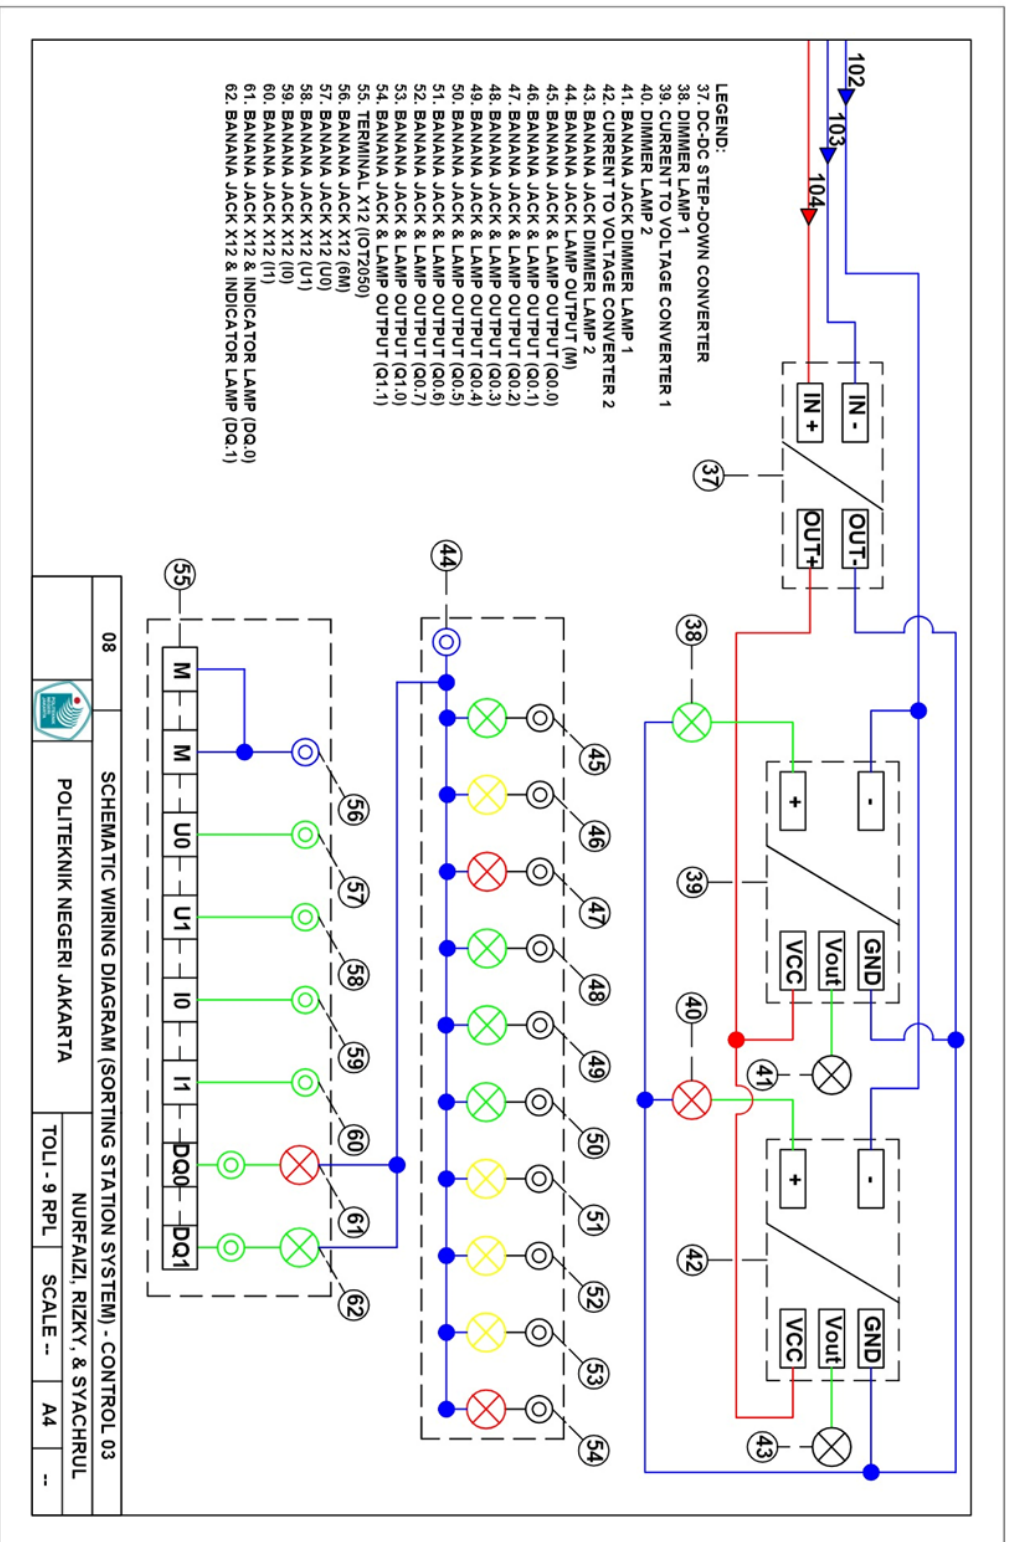 102
103
104
IN -
IN +
OUT-
OUT+
37
38
-
+
39
GND
Vout
VCC
40
41
-
+
42
GND
Vout
VCC
43
LEGEND:
37. DC-DC STEP-DOWN CONVERTER
38. DIMMER LAMP 1
39. CURRENT TO VOLTAGE CONVERTER 1
40. DIMMER LAMP 2
41. BANANA JACK DIMMER LAMP 1
42. CURRENT TO VOLTAGE CONVERTER 2
43. BANANA JACK DIMMER LAMP 2
44. BANANA JACK LAMP OUTPUT (M)
45. BANANA JACK & LAMP OUTPUT (Q0.0)
46. BANANA JACK & LAMP OUTPUT (Q0.1)
47. BANANA JACK & LAMP OUTPUT (Q0.2)
48. BANANA JACK & LAMP OUTPUT (Q0.3)
49. BANANA JACK & LAMP OUTPUT (Q0.4)
50. BANANA JACK & LAMP OUTPUT (Q0.5)
51. BANANA JACK & LAMP OUTPUT (Q0.6)
52. BANANA JACK & LAMP OUTPUT (Q0.7)
53. BANANA JACK & LAMP OUTPUT (Q1.0)
54. BANANA JACK & LAMP OUTPUT (Q1.1)
55. TERMINAL X12 (IOT2050)
56. BANANA JACK X12 (6M)
57. BANANA JACK X12 (U0)
58. BANANA JACK X12 (U1)
59. BANANA JACK X12 (I0)
60. BANANA JACK X12 (I1)
61. BANANA JACK X12 & INDICATOR LAMP (DQ.0)
62. BANANA JACK X12 & INDICATOR LAMP (DQ.1)
44
45
46
47
48
49
50
51
52
53
54
55
56
57
58
59
60
61
62
M
M
U0
U1
I0
I1
DQ0
DQ1
08
SCHEMATIC WIRING DIAGRAM (SORTING STATION SYSTEM) - CONTROL 03
POLITEKNIK NEGERI JAKARTA
NURFAIZI, RIZKY, & SYACHRUL
TOLI - 9 RPL
SCALE --
A4
--